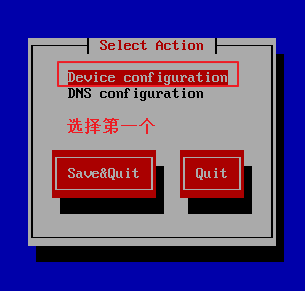 Select Action
Device configuration
DNS configuration
选择第一个
Save&Quit
Quit